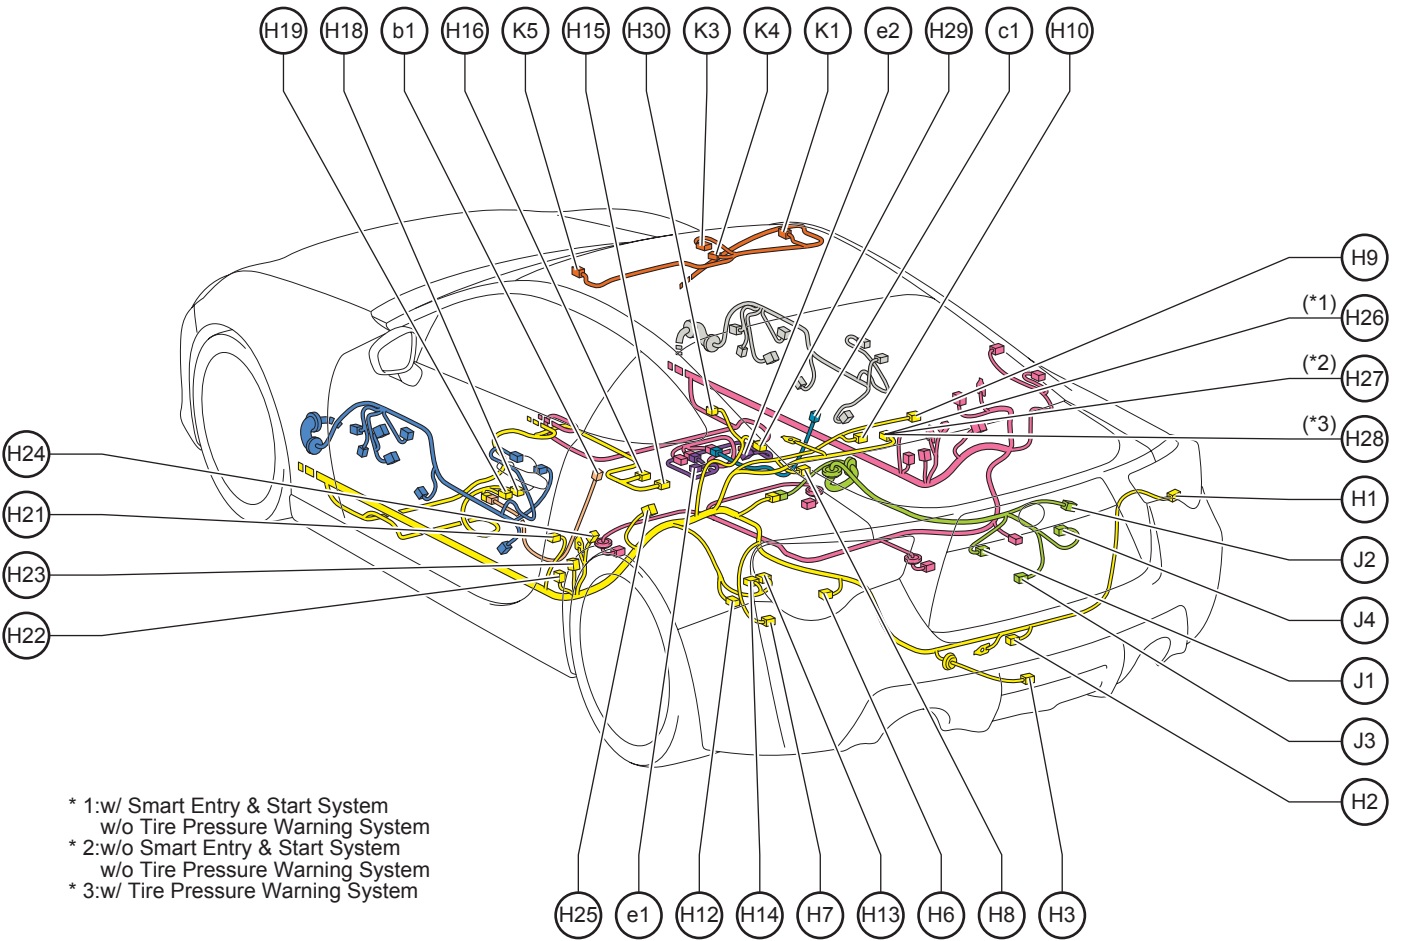 H19 H18 b1 H16 K5 H15 H30 K3 K4 K1 e2 H29 c1 H10
H9
(*1) H26
(*2) H27
(*3) H28
H24
H1
H21
J2
H23
J4
H22
J1
J3
H2
* 1:w/ Smart Entry & Start System
w/o Tire Pressure Warning System
* 2:w/o Smart Entry & Start System
w/o Tire Pressure Warning System
* 3:w/ Tire Pressure Warning System
H25 e1 H12 H14 H7 H13 H6 H8 H3